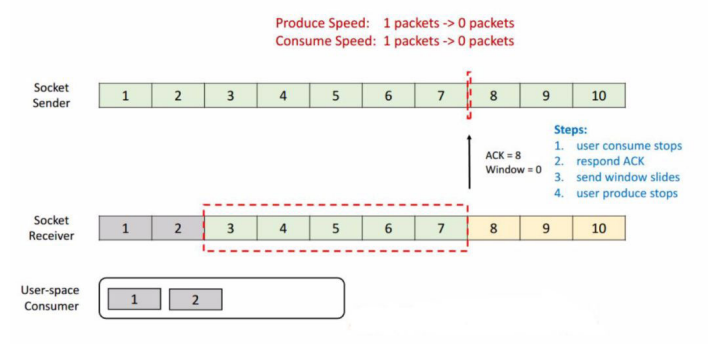 Produce Speed: 1 packets -> 0 packets
Consume Speed: 1 packets -> 0 packets
Socket
Sender
1 2 3 4 5 6 7 8 9 10
ACK = 8
Window = 0
Steps:
1. user consume stops
2. respond ACK
3. send window slides
4. user produce stops
Socket
Receiver
1 2 3 4 5 6 7 8 9 10
User-space
Consumer
1 2